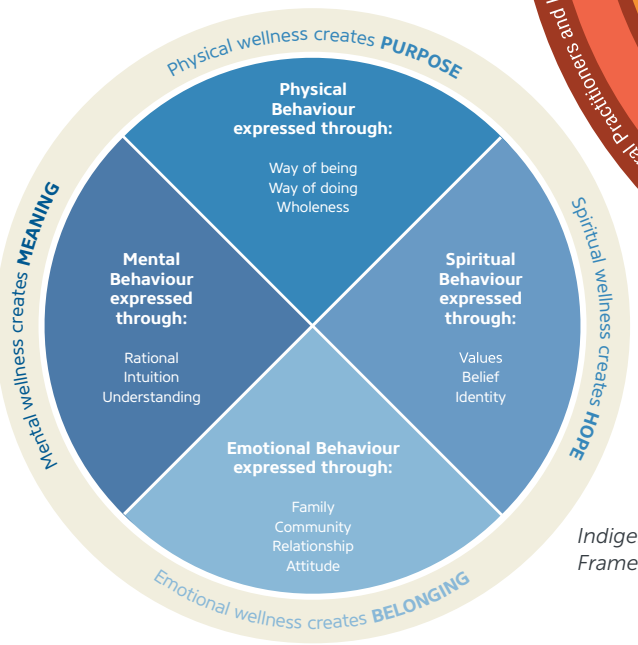 Physical wellness creates PURPOSE
Physical
Behaviour
expressed through:
Way of being
Way of doing
Wholeness
Mental wellness creates MEANING
Mental
Behaviour
expressed
through:
Rational
Intuition
Understanding
Spiritual
Behaviour
expressed
through:
Values
Belief
Identity
Spiritual wellness creates HOPE
Emotional Behaviour
expressed through:
Family
Community
Relationship
Attitude
Emotional wellness creates BELONGING
Practitioners and
Indige
Frame